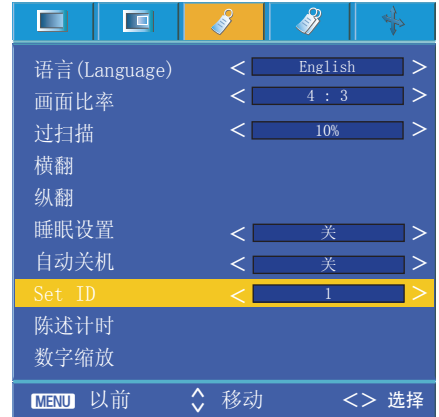 语言(Language) < English >
画面比率 < 4 : 3 >
过扫描 < 10% >
横翻
纵翻
睡眠设置 < 关 >
自动关机 < 关 >
Set ID < 1 >
陈述计时
数字缩放
MENU 以前 移动 <> 选择